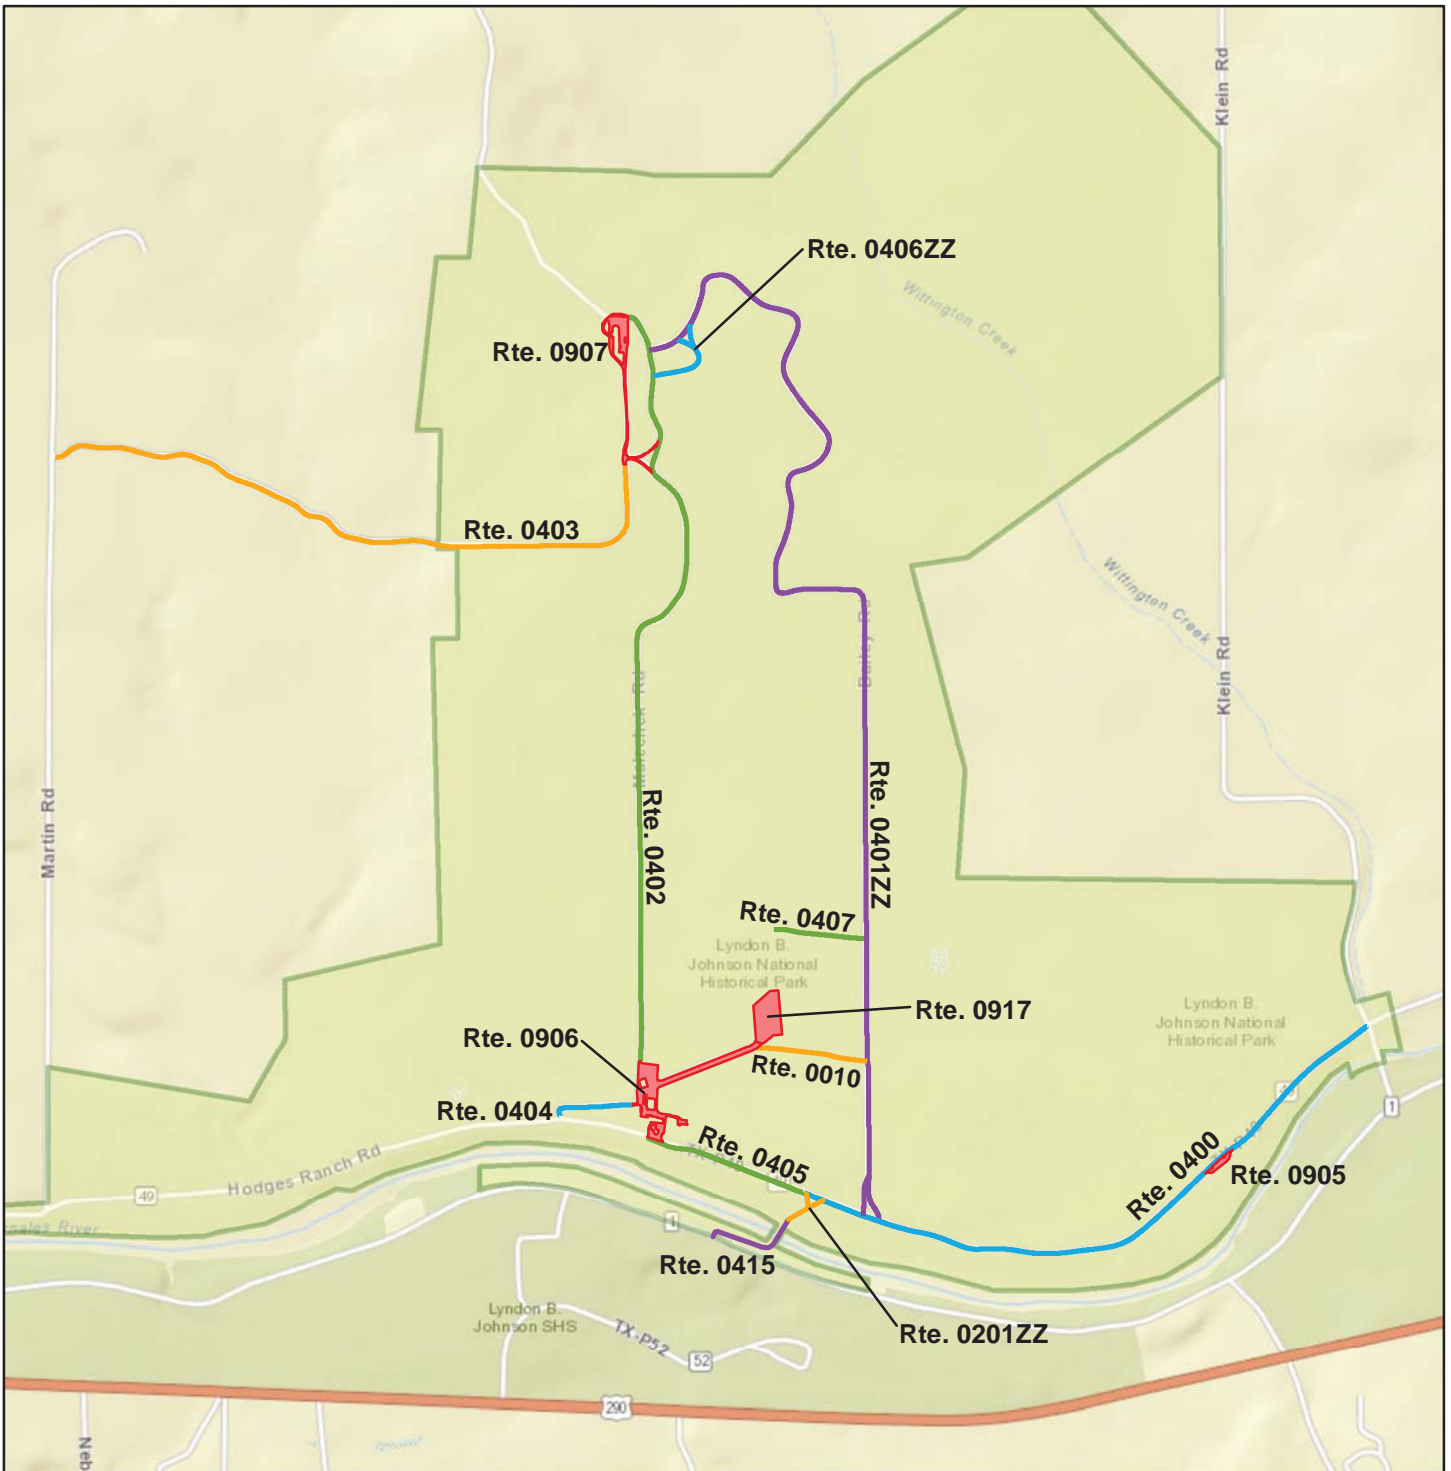 Klein Rd
Rte. 0406ZZ
Wittington Creek
Rte. 0907
Rte. 0403
Wittington Creek
Klein Rd
Martin Rd
Rte. 0402
Rte. 0401ZZ
Rte. 0407
Lyndon B.
Johnson National
Historical Park
Rte. 0917
Lyndon B.
Johnson National
Historical Park
Rte. 0906
Rte. 0010
Rte. 0404
1
Rte. 0405
Rte. 0400
Rte. 0905
Hodges Ranch Rd
49
River
Rte. 0415
Lyndon B.
Johnson SHS
TX-P52
52
Rte. 0201ZZ
290
Neb